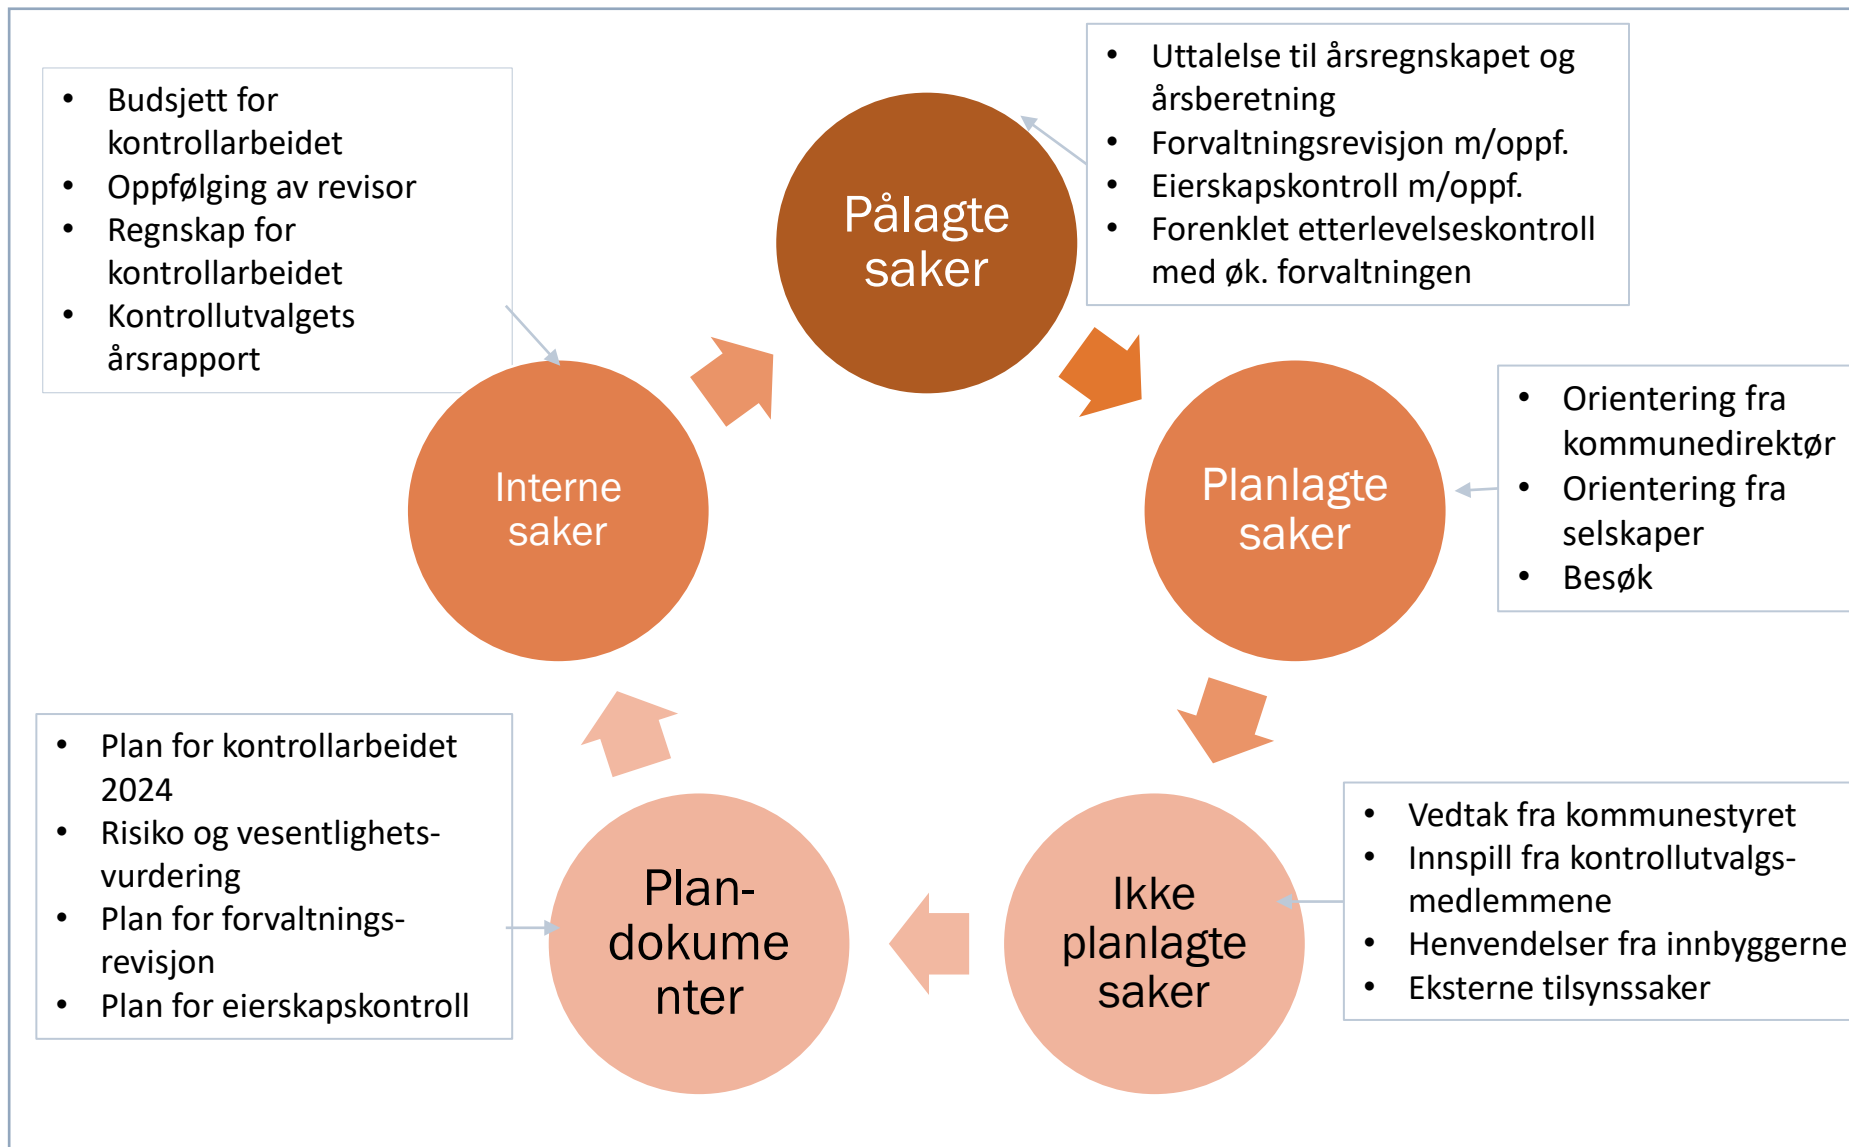 • Budsjett for
kontrollarbeidet
• Oppfølging av revisor
• Regnskap for
kontrollarbeidet
• Kontrollutvalgets
årsrapport
Pålagte
saker
• Uttalelse til årsregnskapet og
årsberetning
• Forvaltningsrevisjon m/oppf.
• Eierskapskontroll m/oppf.
• Forenklet etterlevelseskontroll
med øk. forvaltningen
Interne
saker
Planlagte
saker
• Orientering fra
kommunedirektør
• Orientering fra
selskaper
• Besøk
• Plan for kontrollarbeidet
2024
• Risiko og vesentlighets-
vurdering
• Plan for forvaltnings-
revisjon
• Plan for eierskapskontroll
Plan-
dokume
nter
Ikke
planlagte
saker
• Vedtak fra kommunestyret
• Innspill fra kontrollutvalgs-
medlemmene
• Henvendelser fra innbyggerne
• Eksterne tilsynssaker